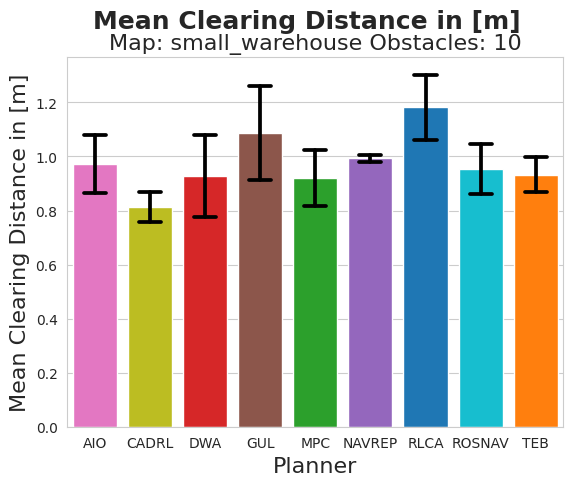 Mean Clearing Distance in [m]
Map: small_warehouse Obstacles: 10
Mean Clearing Distance in [m]
1.2
1.0
0.8
0.6
0.4
0.2
0.0
AIO CADRL DWA GUL MPC NAVREP RLCA ROSNAV TEB
Planner